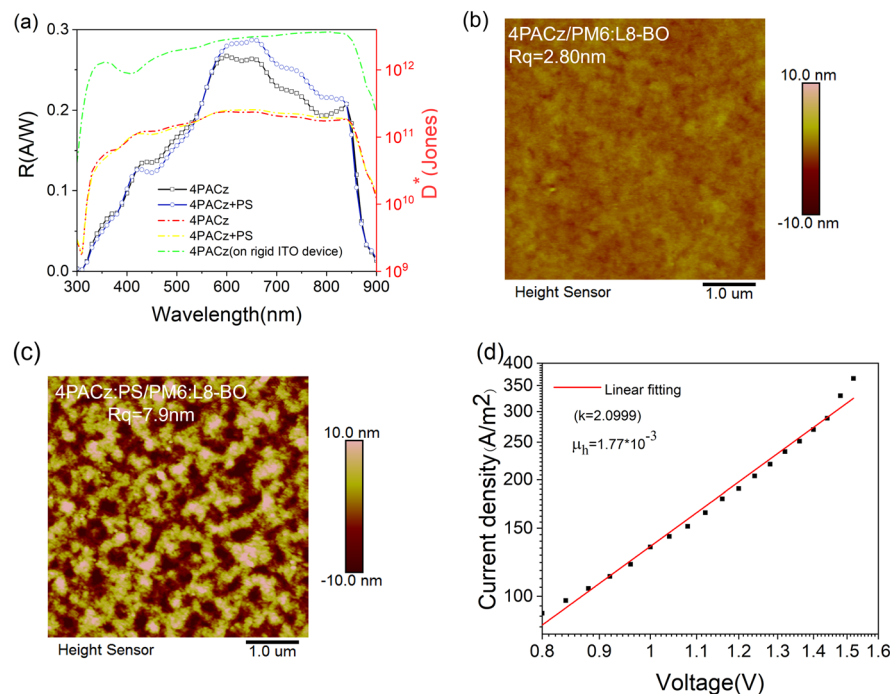 (a)
0.3
0.2
0.1
0.0
R(A/W)
300 400 500 600 700 800 900
Wavelength(nm)
10^12
10^11
10^10
10^9
D* (Jones)
4PACz
4PACz+PS
4PACz
4PACz+PS
4PACz(on rigid ITO device)
(b)
4PACz/PM6:L8-BO
Rq=2.80nm
10.0 nm
-10.0 nm
Height Sensor
1.0 um
(c)
4PACz:PS/PM6:L8-BO
Rq=7.9nm
10.0 nm
-10.0 nm
Height Sensor
1.0 um
(d)
400
350
300
250
200
150
100
Current density(A/m²)
Linear fitting
(k=2.0999)
μh=1.77*10^-3
0.8 0.9 1 1.1 1.2 1.3 1.4 1.5 1.6
Voltage(V)